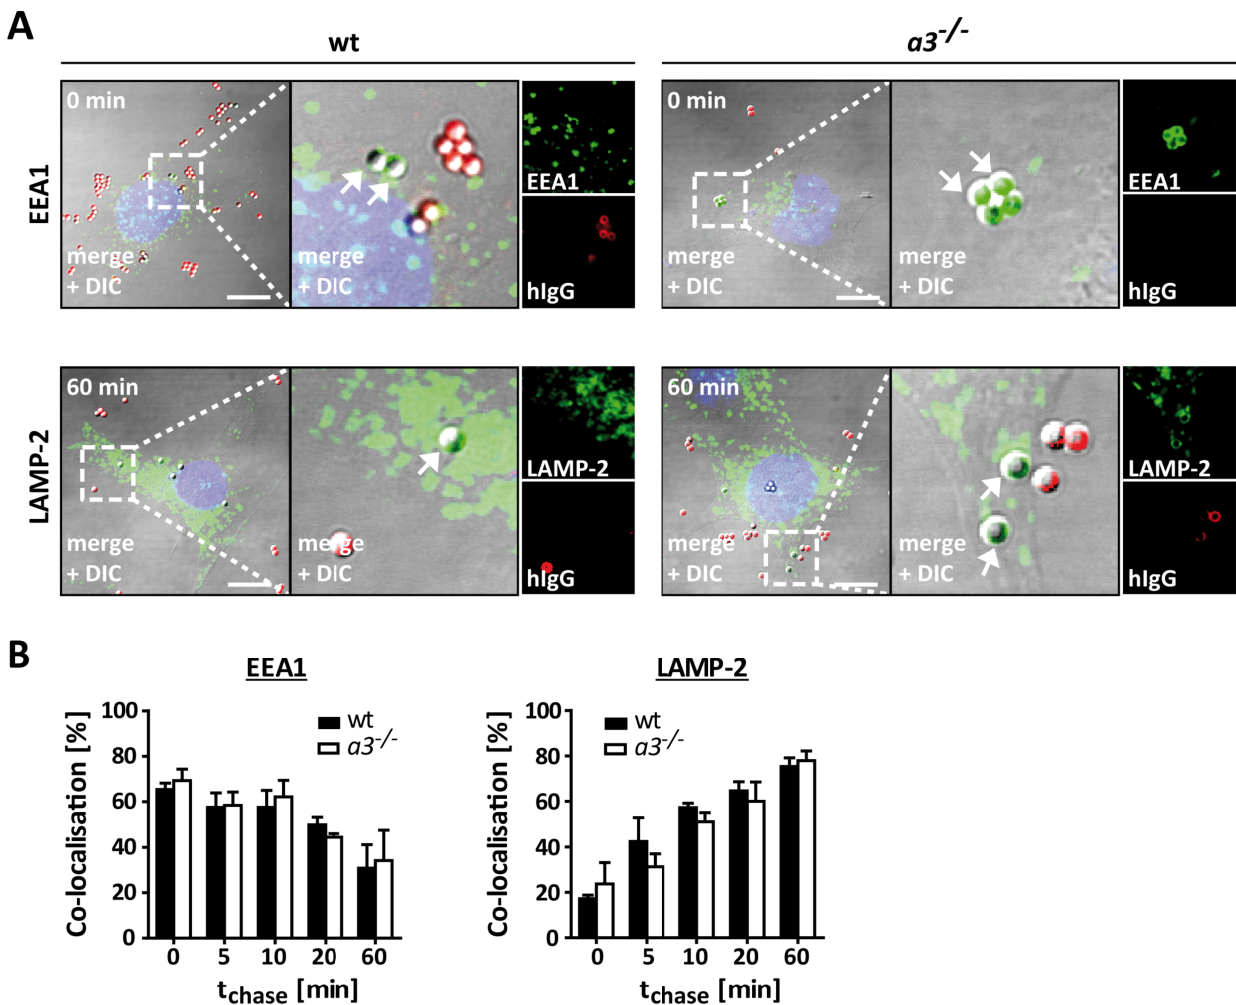 A
wt
a3-/-
EEA1
0 min
merge
+ DIC
merge
+ DIC
EEA1
hIgG
0 min
merge
+ DIC
merge
+ DIC
EEA1
hIgG
LAMP-2
60 min
merge
+ DIC
merge
+ DIC
LAMP-2
hIgG
60 min
merge
+ DIC
merge
+ DIC
LAMP-2
hIgG
B
EEA1
Co-localisation [%]
100
80
60
40
20
0
wt
a3-/-
0 5 10 20 60
tchase [min]
LAMP-2
Co-localisation [%]
100
80
60
40
20
0
wt
a3-/-
0 5 10 20 60
tchase [min]